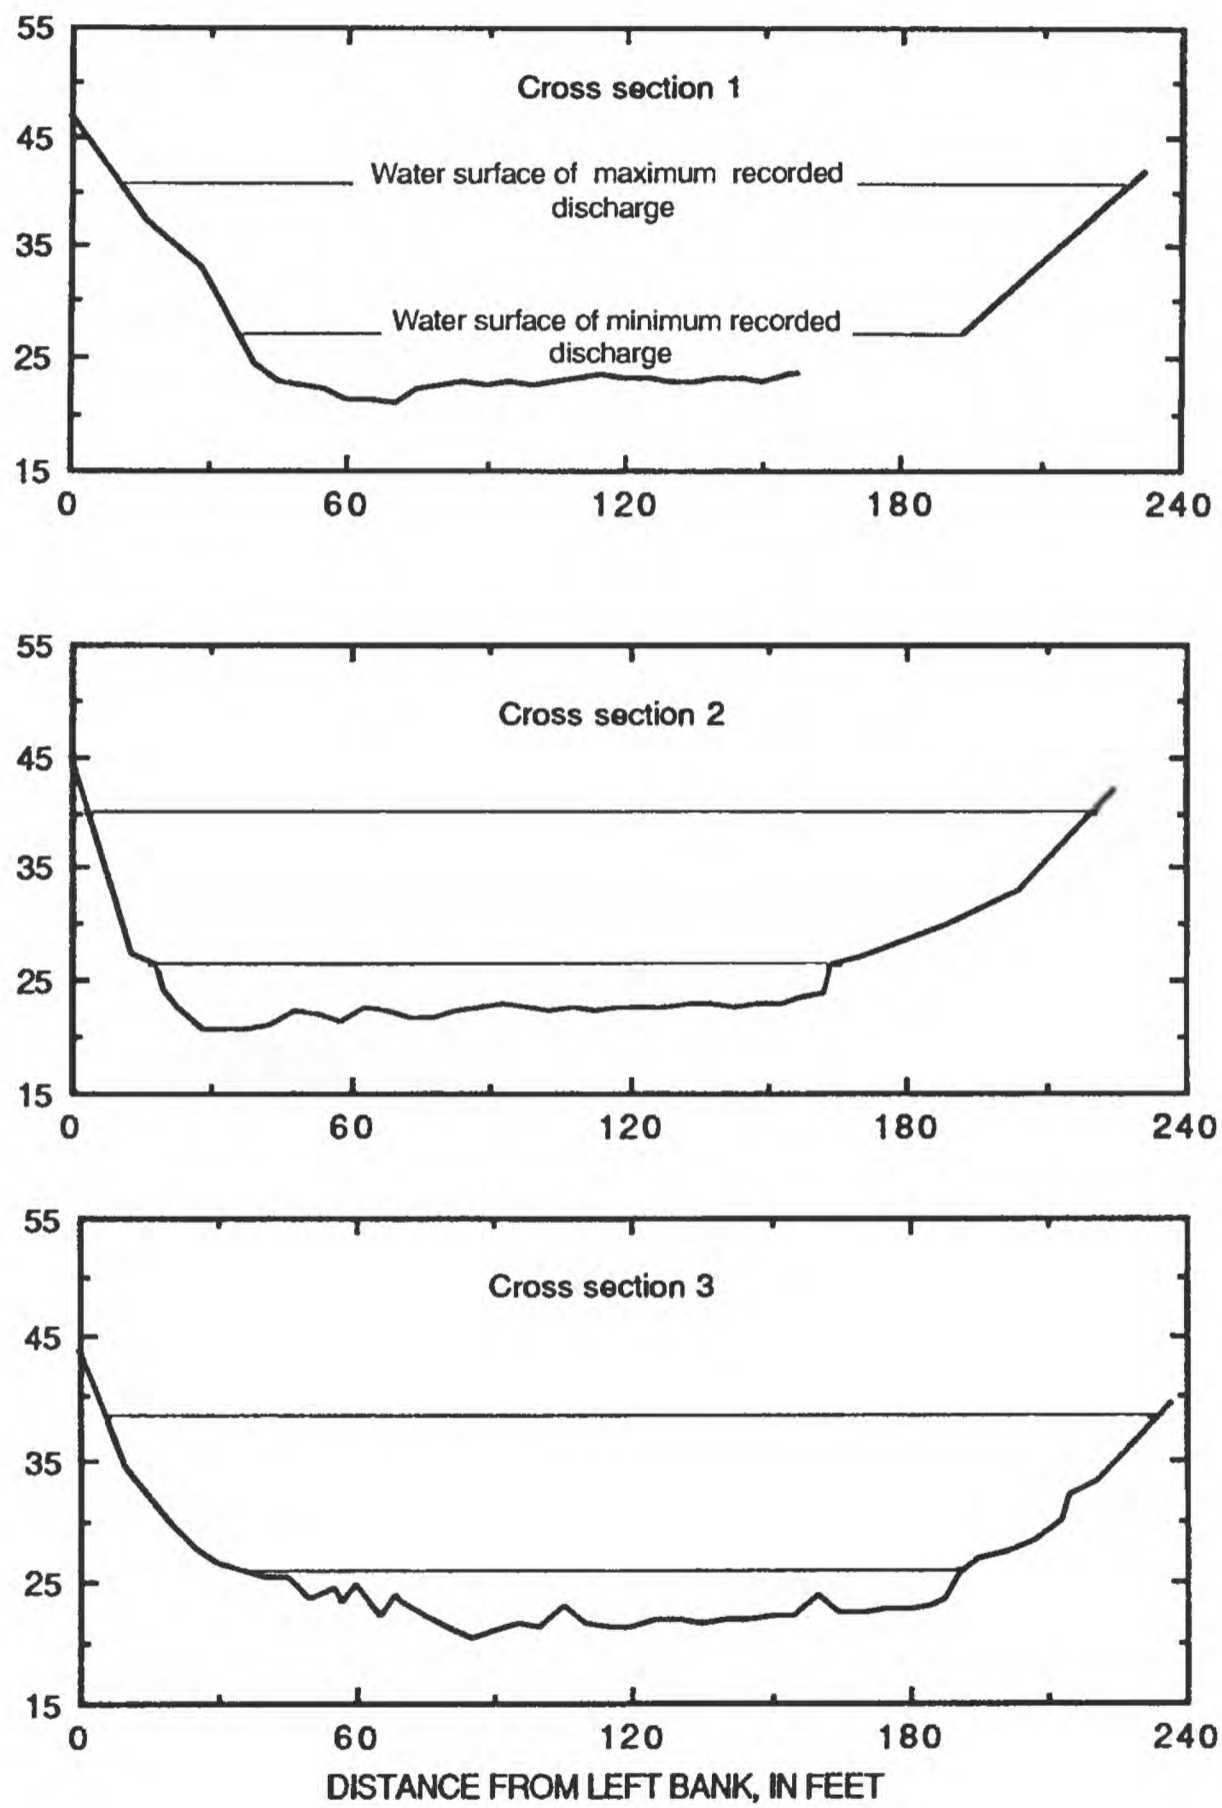 55
Cross section 1
45
Water surface of maximum recorded
discharge
35
Water surface of minimum recorded
discharge
25
15
0 60 120 180 240
55
Cross section 2
45
35
25
15
0 60 120 180 240
55
Cross section 3
45
35
25
15
0 60 120 180 240
DISTANCE FROM LEFT BANK, IN FEET